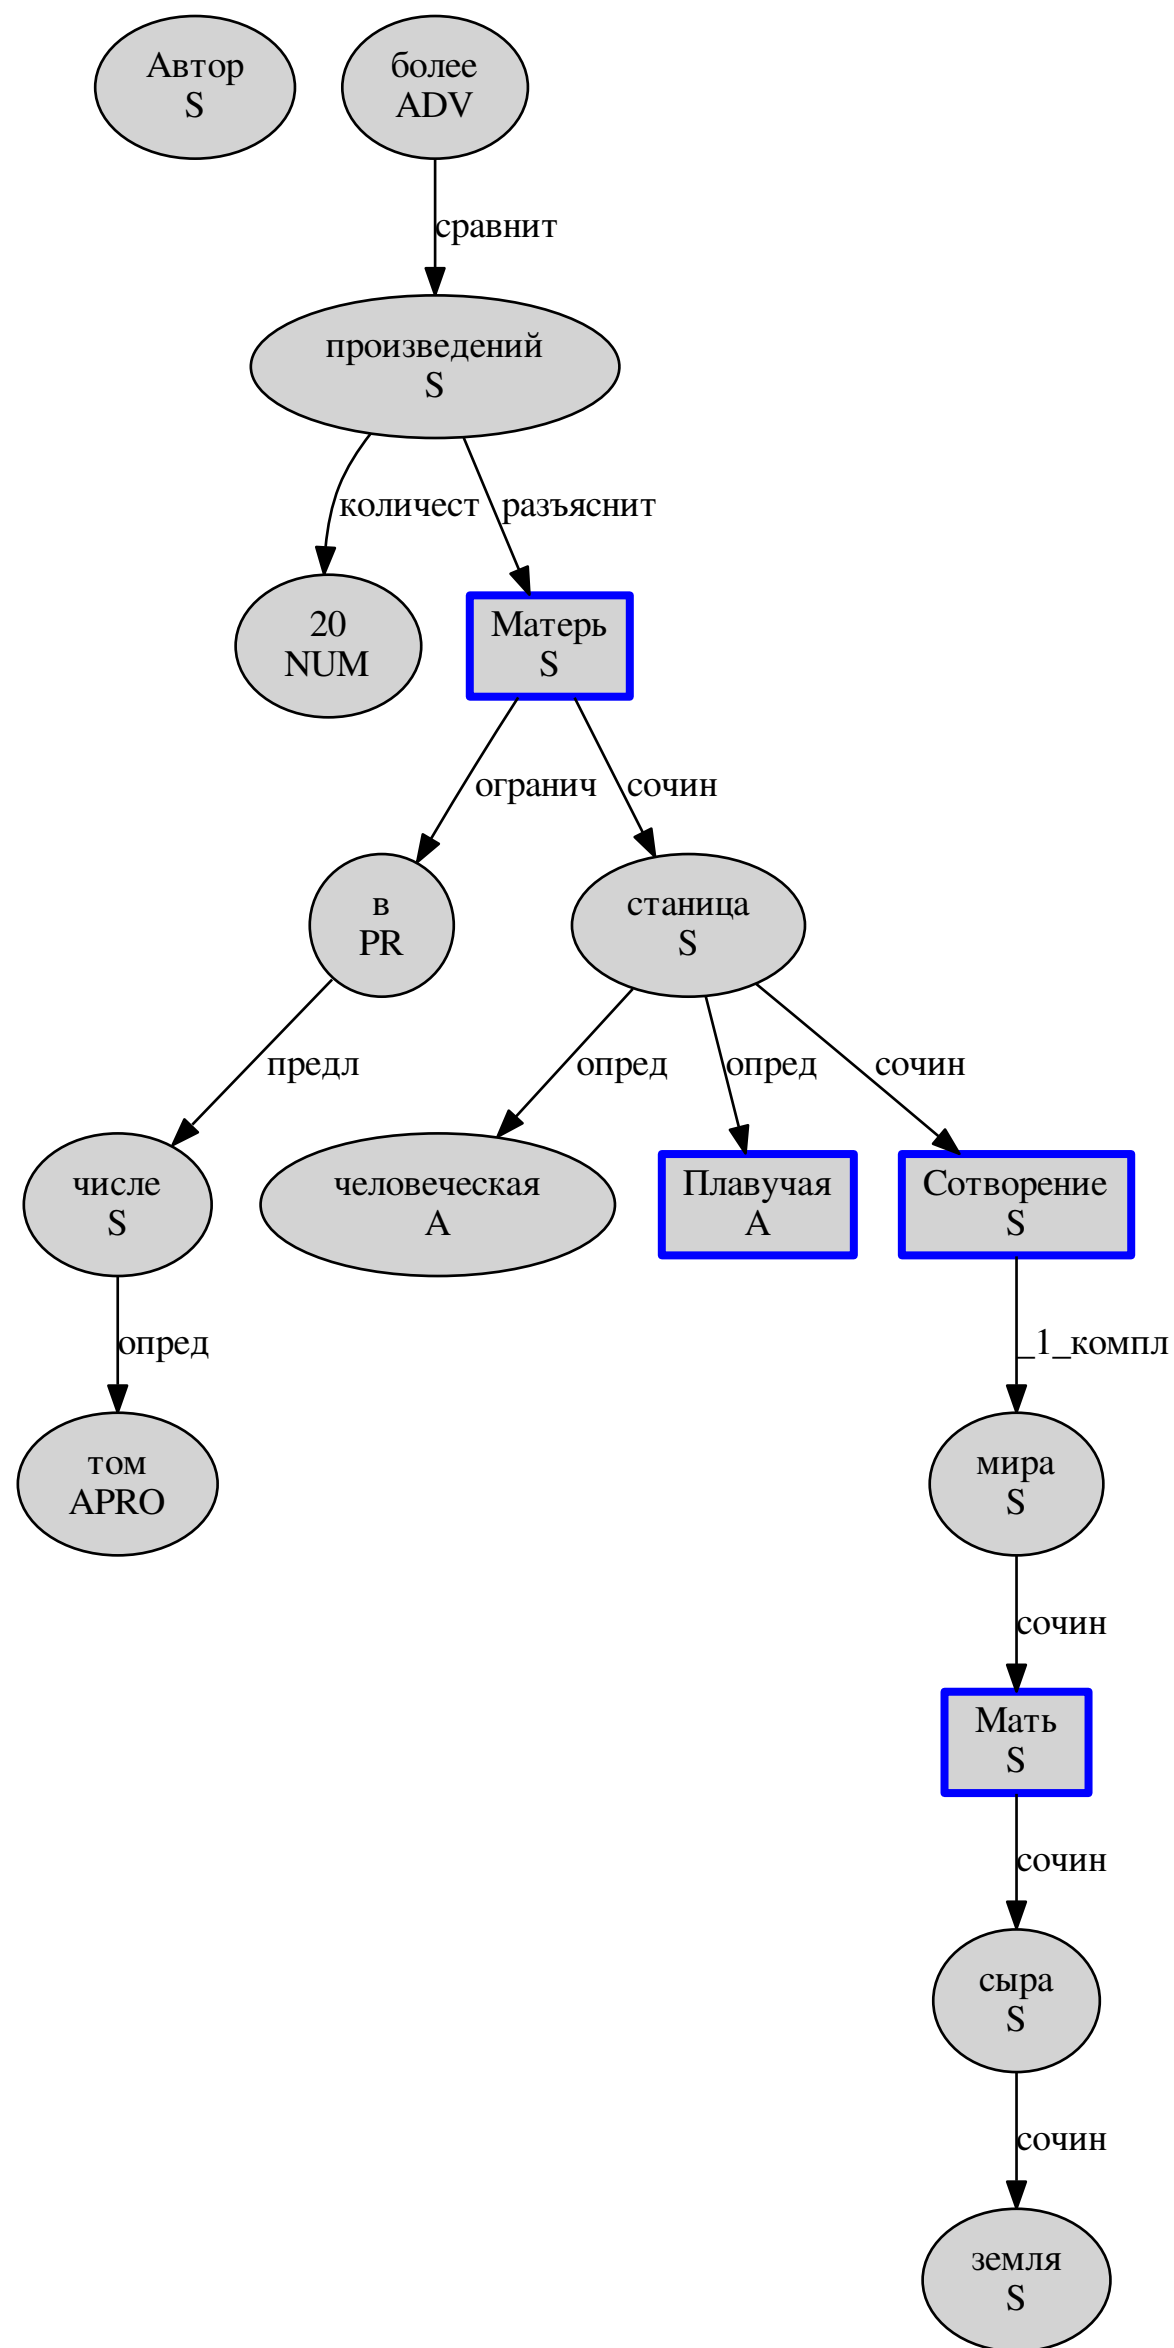 Автор
S
более
ADV
сравнит
произведений
S
количест
разъяснит
20
NUM
Матерь
S
огранич
сочин
в
PR
станица
S
предл
опред
опред
сочин
числе
S
человеческая
A
Плавучая
A
Сотворение
S
опред
_1_компл
том
APRO
мира
S
сочин
Мать
S
сочин
сыра
S
сочин
земля
S